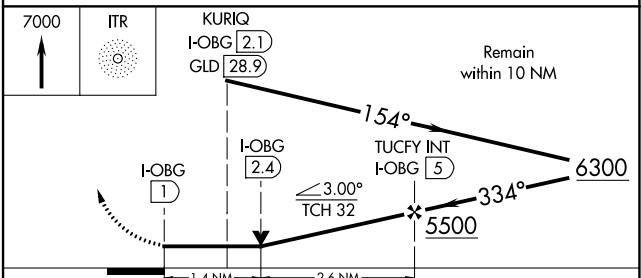 7000
ITR
KURIQ
I-OBG 2.1
GLD 28.9
Remain
within 10 NM
154°
I-OBG
1
I-OBG
2.4
3.00°
TCH 32
TUCFY INT
I-OBG 5
6300
334°
5500
1.4 NM
2.6 NM